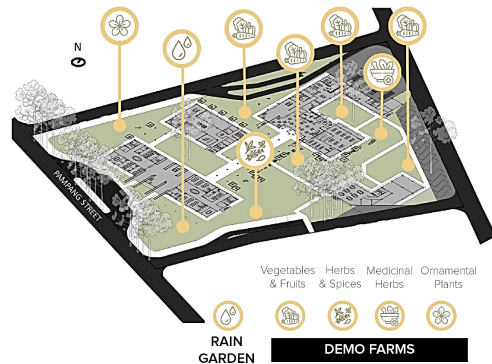 N
PAMPANG STREET
Vegetables & Fruits
Herbs & Spices
Medicinal Herbs
Ornamental Plants
RAIN GARDEN
DEMO FARMS